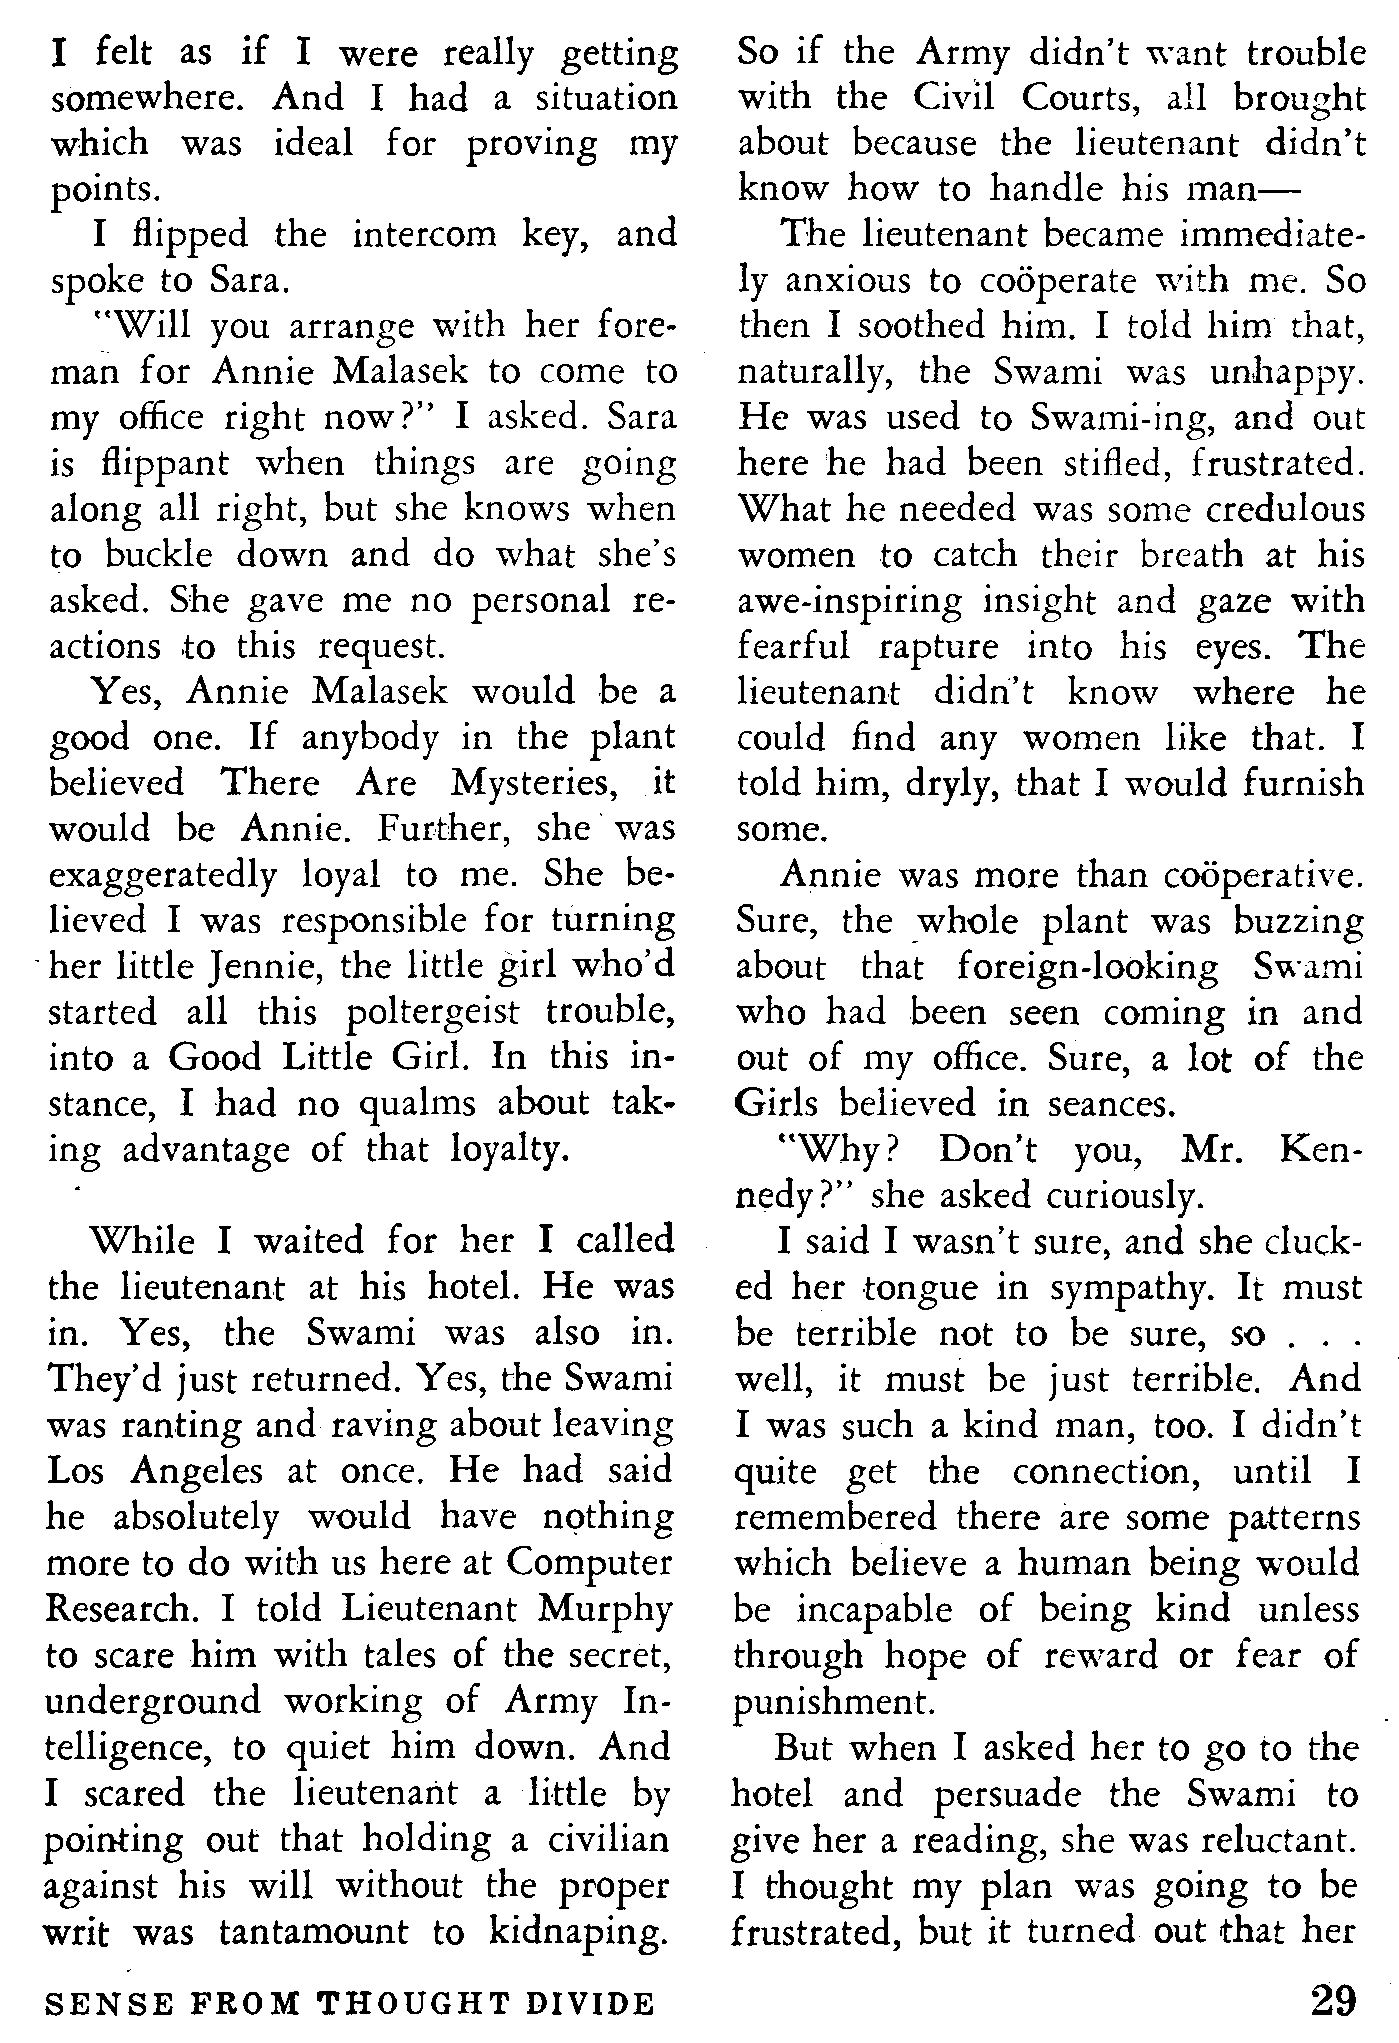 I felt as if I were really getting
somewhere. And I had a situation
which was ideal for proving my
points.
I flipped the intercom key, and
spoke to Sara.
"Will you arrange with her fore-
man for Annie Malasek to come to
my office right now?" I asked. Sara
is flippant when things are going
along all right, but she knows when
to buckle down and do what she's
asked. She gave me no personal re-
actions to this request.
Yes, Annie Malasek would be a
good one. If anybody in the plant
believed There Are Mysteries, it
would be Annie. Further, she was
exaggeratedly loyal to me. She be-
lieved I was responsible for turning
her little Jennie, the little girl who'd
started all this poltergeist trouble,
into a Good Little Girl. In this in-
stance, I had no qualms about tak-
ing advantage of that loyalty.
While I waited for her I called
the lieutenant at his hotel. He was
in. Yes, the Swami was also in.
They'd just returned. Yes, the Swami
was ranting and raving about leaving
Los Angeles at once. He had said
he absolutely would have nothing
more to do with us here at Computer
Research. I told Lieutenant Murphy
to scare him with tales of the secret,
underground working of Army In-
telligence, to quiet him down. And
I scared the lieutenant a little by
pointing out that holding a civilian
against his will without the proper
writ was tantamount to kidnaping.
So if the Army didn't want trouble
with the Civil Courts, all brought
about because the lieutenant didn't
know how to handle his man—
The lieutenant became immediate-
ly anxious to coöperate with me. So
then I soothed him. I told him that,
naturally, the Swami was unhappy.
He was used to Swami-ing, and out
here he had been stifled, frustrated.
What he needed was some credulous
women to catch their breath at his
awe-inspiring insight and gaze with
fearful rapture into his eyes. The
lieutenant didn't know where he
could find any women like that. I
told him, dryly, that I would furnish
some.
Annie was more than coöperative.
Sure, the whole plant was buzzing
about that foreign-looking Swami
who had been seen coming in and
out of my office. Sure, a lot of the
Girls believed in seances.
"Why? Don't you, Mr. Ken-
nedy?" she asked curiously.
I said I wasn't sure, and she cluck-
ed her tongue in sympathy. It must
be terrible not to be sure, so . . .
well, it must be just terrible. And
I was such a kind man, too. I didn't
quite get the connection, until I
remembered there are some patterns
which believe a human being would
be incapable of being kind unless
through hope of reward or fear of
punishment.
But when I asked her to go to the
hotel and persuade the Swami to
give her a reading, she was reluctant.
I thought my plan was going to be
frustrated, but it turned out that her
SENSE FROM THOUGHT DIVIDE
29